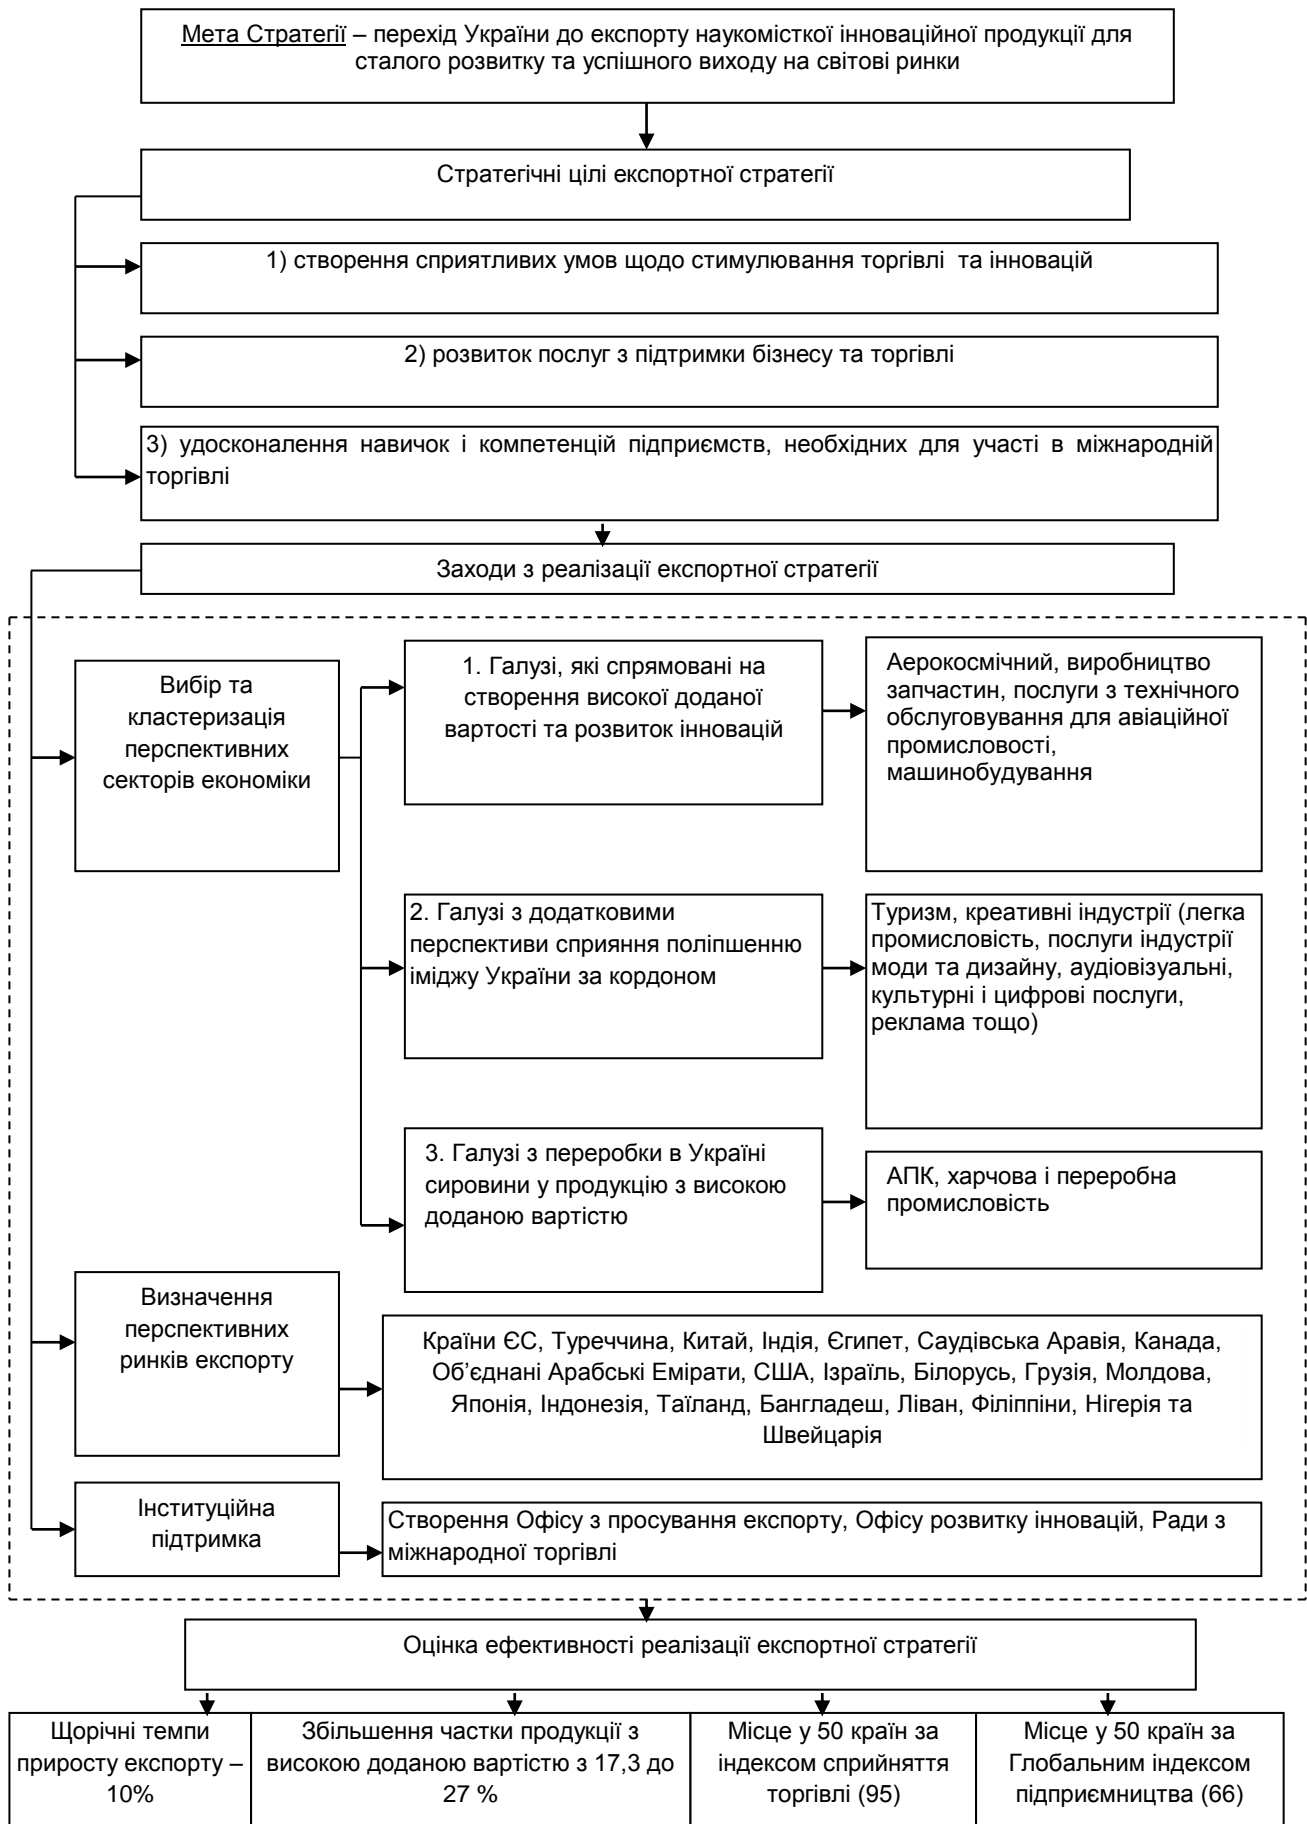 Мета Стратегії – перехід України до експорту наукомісткої інноваційної продукції для
сталого розвитку та успішного виходу на світові ринки
Стратегічні цілі експортної стратегії
1) створення сприятливих умов щодо стимулювання торгівлі та інновацій
2) розвиток послуг з підтримки бізнесу та торгівлі
3) удосконалення навичок і компетенцій підприємств, необхідних для участі в міжнародній
торгівлі
Заходи з реалізації експортної стратегії
Вибір та
кластеризація
перспективних
секторів економіки
1. Галузі, які спрямовані на
створення високої доданої
вартості та розвиток інновацій
Аерокосмічний, виробництво
запчастин, послуги з технічного
обслуговування для авіаційної
промисловості,
машинобудування
2. Галузі з додатковими
перспективи сприяння поліпшенню
іміджу України за кордоном
Туризм, креативні індустрії (легка
промисловість, послуги індустрії
моди та дизайну, аудіовізуальні,
культурні і цифрові послуги,
реклама тощо)
3. Галузі з переробки в Україні
сировини у продукцію з високою
доданою вартістю
АПК, харчова і переробна
промисловість
Визначення
перспективних
ринків експорту
Країни ЄС, Туреччина, Китай, Індія, Єгипет, Саудівська Аравія, Канада,
Об’єднані Арабські Емірати, США, Ізраїль, Білорусь, Грузія, Молдова,
Японія, Індонезія, Таїланд, Бангладеш, Ліван, Філіппіни, Нігерія та
Швейцарія
Інституційна
підтримка
Створення Офісу з просування експорту, Офісу розвитку інновацій, Ради з
міжнародної торгівлі
Оцінка ефективності реалізації експортної стратегії
Щорічні темпи
приросту експорту –
10%
Збільшення частки продукції з
високою доданою вартістю з 17,3 до
27 %
Місце у 50 країн за
індексом сприйняття
торгівлі (95)
Місце у 50 країн за
Глобальним індексом
підприємництва (66)